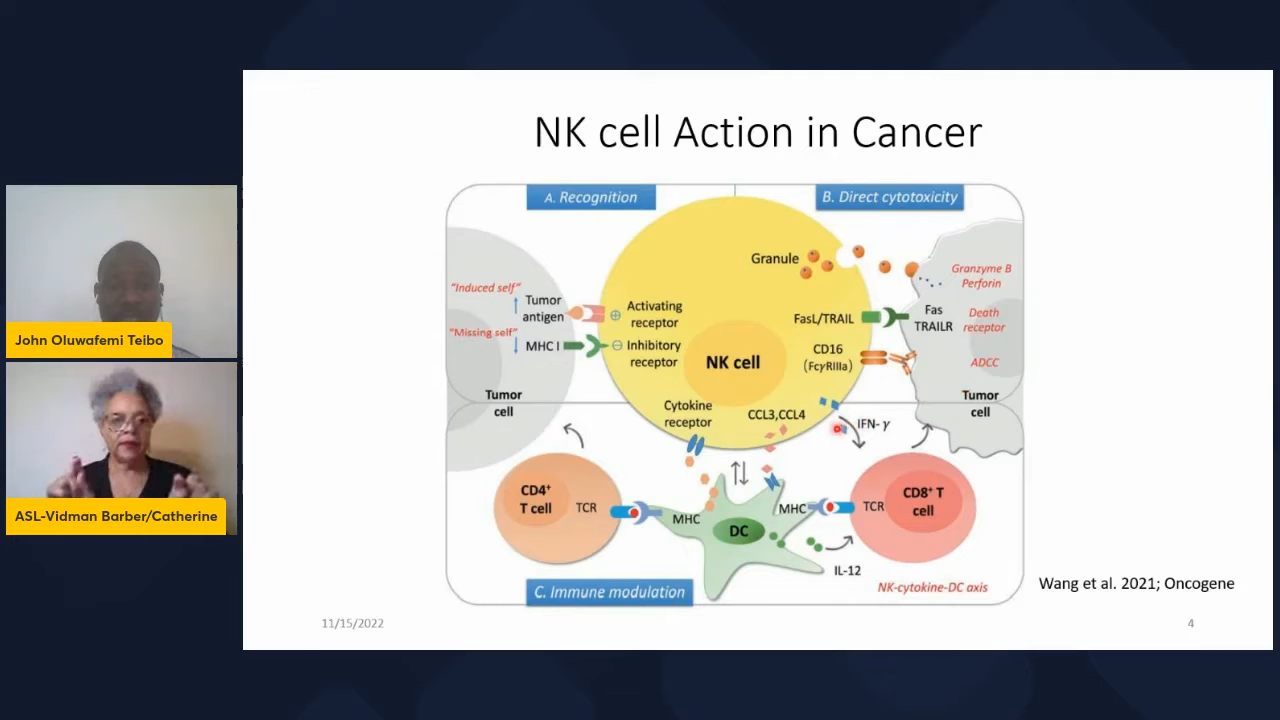 NK cell Action in Cancer
A. Recognition
B. Direct cytotoxicity
"Induced self"
Tumor
antigen
"Missing self"
MHC I
Activating
receptor
Inhibitory
receptor
Tumor
cell
NK cell
Granule
FasL/TRAIL
CD16
(FcγRIIIa)
Granzyme B
Perforin
Fas
TRAILR
Death
receptor
ADCC
Tumor
cell
Cytokine
receptor
CCL3,CCL4
IFN- γ
CD4+
T cell
TCR
MHC
DC
MHC
TCR
CD8+ T
cell
IL-12
C. Immune modulation
NK-cytokine-DC axis
Wang et al. 2021; Oncogene
11/15/2022
4
John Oluwafemi Teibo
ASL-Vidman Barber/Catherine